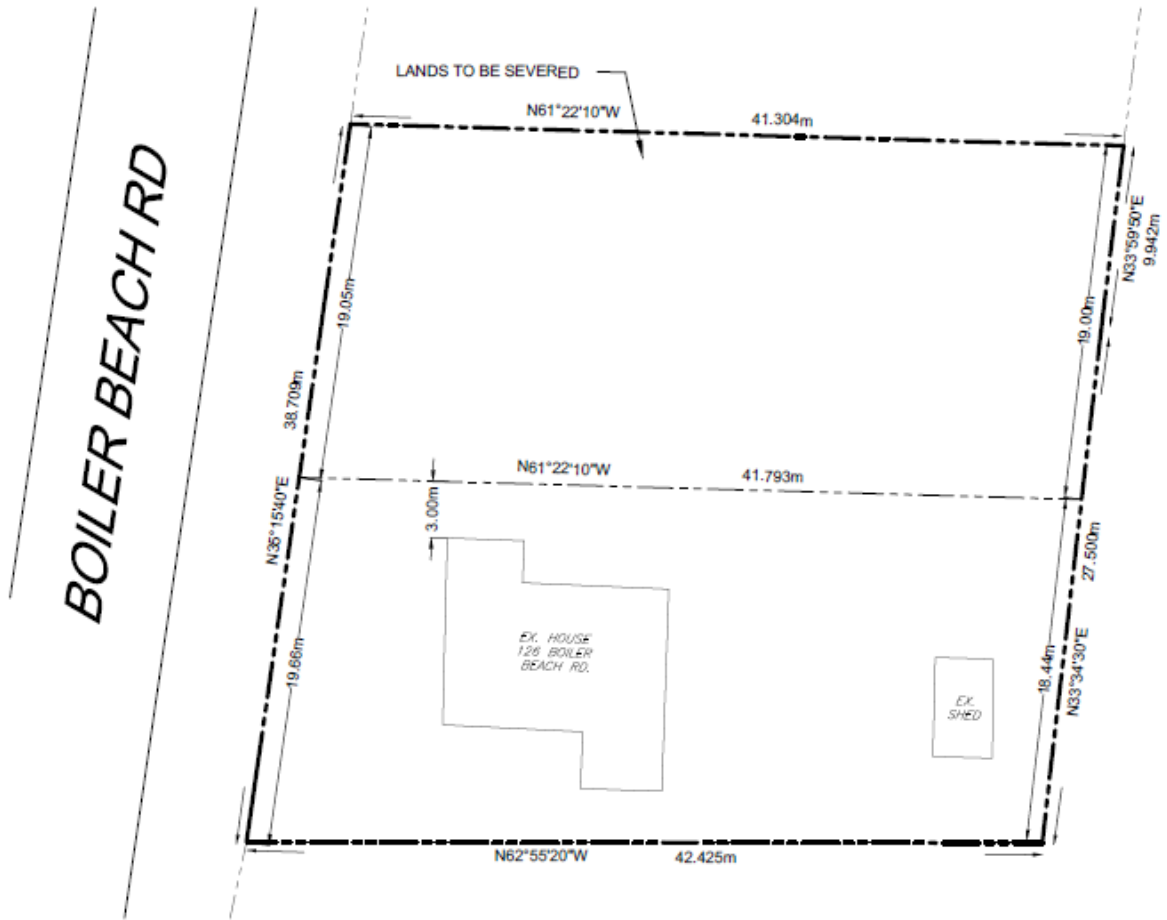 LANDS TO BE SEVERED
N61°22'10"W
41.304m
BOILER BEACH RD
N33°59'50"E
9.942m
19.05m
19.00m
38.709m
N61°22'10"W
41.793m
N35°15'40"E
3.00m
27.500m
EX. HOUSE
126 BOILER
BEACH RD.
19.66m
18.44m
N33°34'30"E
EX.
SHED
N62°55'20"W
42.425m